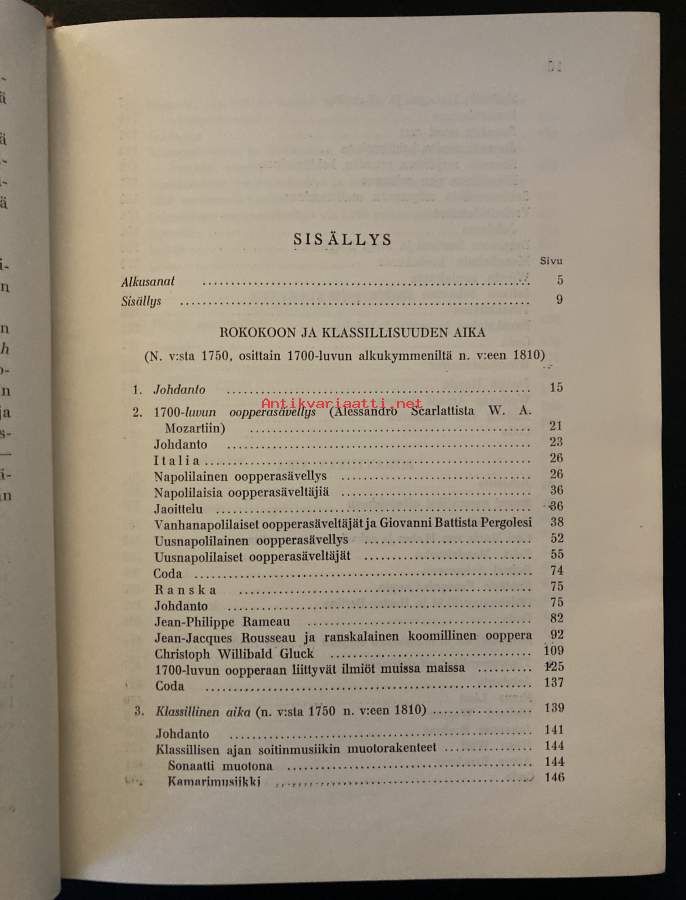 SISÄLLYS
Sivu
Alkusanat ........ 5
Sisällys ........ 9
ROKOKOON JA KLASSILLISUUDEN AIKA
(N. v:sta 1750, osittain 1700-luvun alkukymmeniltä n. v:een 1810)
1. Johdanto ........ 15
Antikvariaatti.net
2. 1700-luvun oopperasävellys (Alessandro Scarlattista W. A.
Mozartiin) ........ 21
Johdanto ........ 23
Italia ........ 26
Napolilainen oopperasävellys ........ 26
Napolilaisia oopperasäveltäjiä ........ 36
Jaoittelu ........ 36
Vanhanapolilaiset oopperasäveltäjät ja Giovanni Battista Pergolesi 38
Uusnapolilainen oopperasävellys ........ 52
Uusnapolilaiset oopperasäveltäjät ........ 55
Coda ........ 74
Ranska ........ 75
Johdanto ........ 75
Jean-Philippe Rameau ........ 82
Jean-Jacques Rousseau ja ranskalainen koomillinen ooppera 92
Christoph Willibald Gluck ........ 109
1700-luvun oopperaan liittyvät ilmiöt muissa maissa ........ 125
Coda ........ 137
3. Klassillinen aika (n. v:sta 1750 n. v:een 1810) ........ 139
Johdanto ........ 141
Klassillisen ajan soitinmusiikin muotorakenteet ........ 144
Sonaatti muotona ........ 144
Kamarimusiikki ........ 146